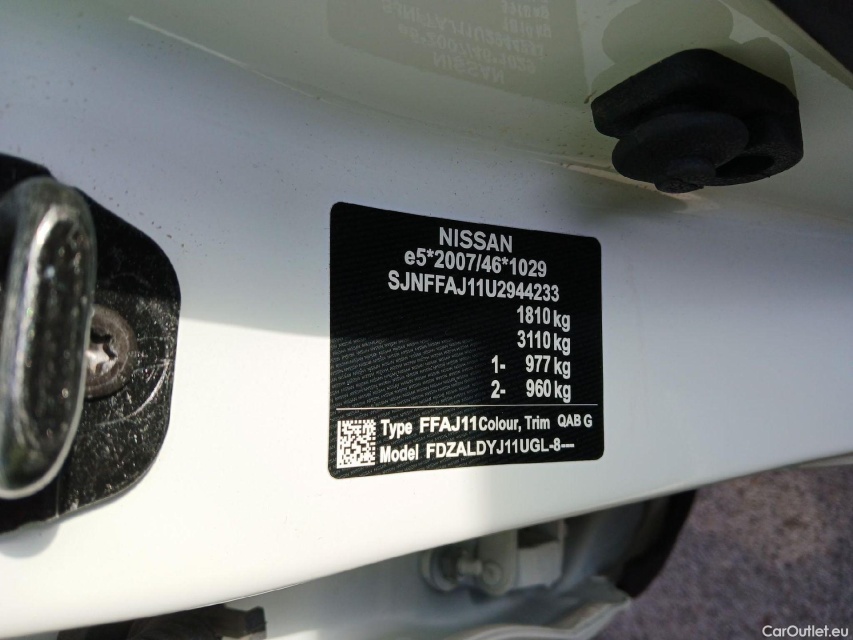 NISSAN
e5*2007/46*1029
SJNFFAJ11U2944233
1810 kg
3110 kg
1- 977 kg
2- 960 kg
Type FFAJ11 Colour, Trim QAB G
Model FDZALDYJ11UGL-8---
CarOutlet.eu